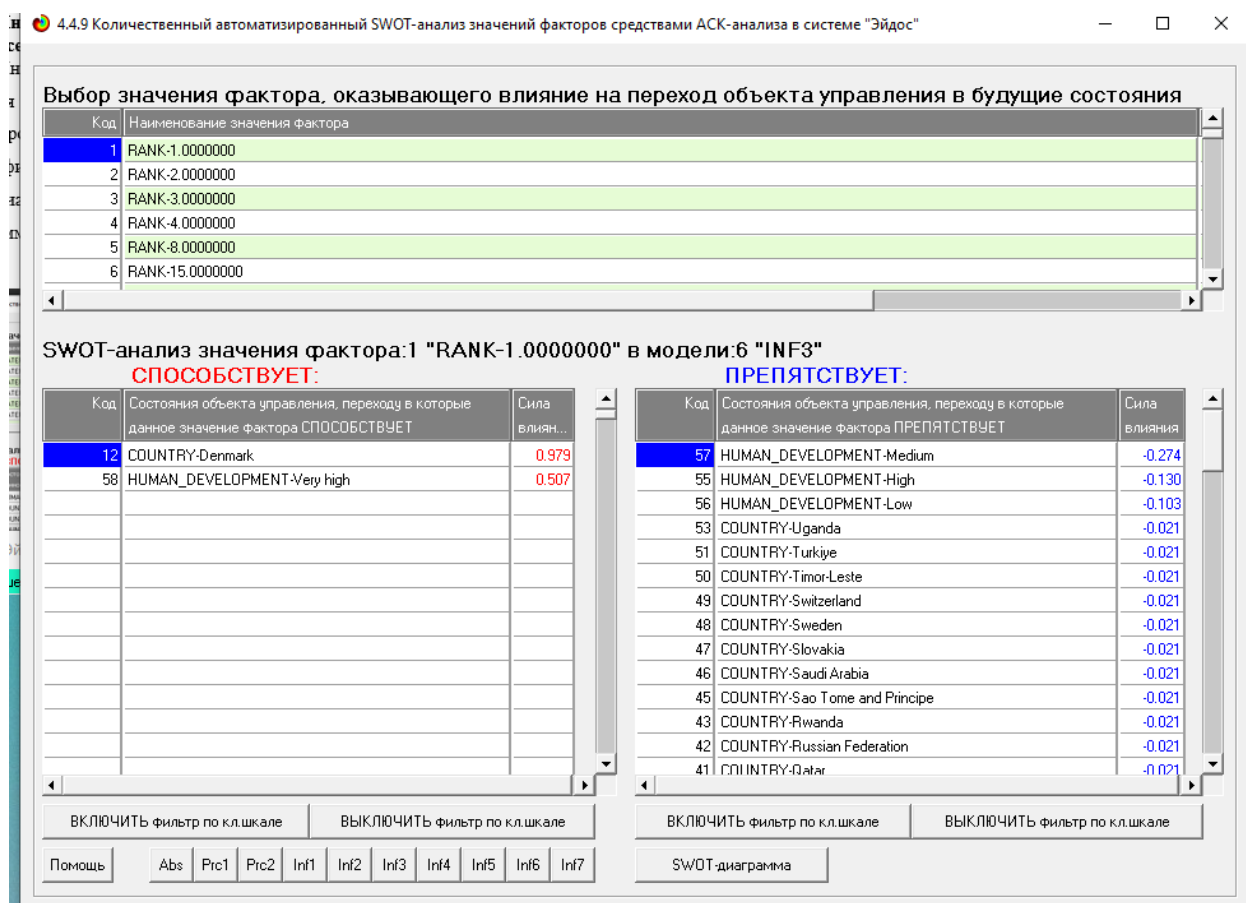 4.4.9 Количественный автоматизированный SWOT-анализ значений факторов средствами АСК-анализа в системе "Эйдос"
Выбор значения фактора, оказывающего влияние на переход объекта управления в будущие состояния
Код Наименование значения фактора
1 RANK-1.0000000
2 RANK-2.0000000
3 RANK-3.0000000
4 RANK-4.0000000
5 RANK-8.0000000
6 RANK-15.0000000
SWOT-анализ значения фактора:1 "RANK-1.0000000" в модели:6 "INF3"
СПОСОБСТВУЕТ:
Код Состояния объекта управления, переходу в которые Сила
данное значение фактора СПОСОБСТВУЕТ влиян...
12 COUNTRY-Denmark 0.979
58 HUMAN_DEVELOPMENT-Very high 0.507
ПРЕПЯТСТВУЕТ:
Код Состояния объекта управления, переходу в которые Сила
данное значение фактора ПРЕПЯТСТВУЕТ влияния
57 HUMAN_DEVELOPMENT-Medium -0.274
55 HUMAN_DEVELOPMENT-High -0.130
56 HUMAN_DEVELOPMENT-Low -0.103
53 COUNTRY-Uganda -0.021
51 COUNTRY-Turkiye -0.021
50 COUNTRY-Timor-Leste -0.021
49 COUNTRY-Switzerland -0.021
48 COUNTRY-Sweden -0.021
47 COUNTRY-Slovakia -0.021
46 COUNTRY-Saudi Arabia -0.021
45 COUNTRY-Sao Tome and Principe -0.021
43 COUNTRY-Rwanda -0.021
42 COUNTRY-Russian Federation -0.021
41 COUNTRY-Qatar -0.021
ВКЛЮЧИТЬ фильтр по кл.шкале ВЫКЛЮЧИТЬ фильтр по кл.шкале
ВКЛЮЧИТЬ фильтр по кл.шкале ВЫКЛЮЧИТЬ фильтр по кл.шкале
Помощь Abs Prc1 Prc2 Inf1 Inf2 Inf3 Inf4 Inf5 Inf6 Inf7 SWOT-диаграмма